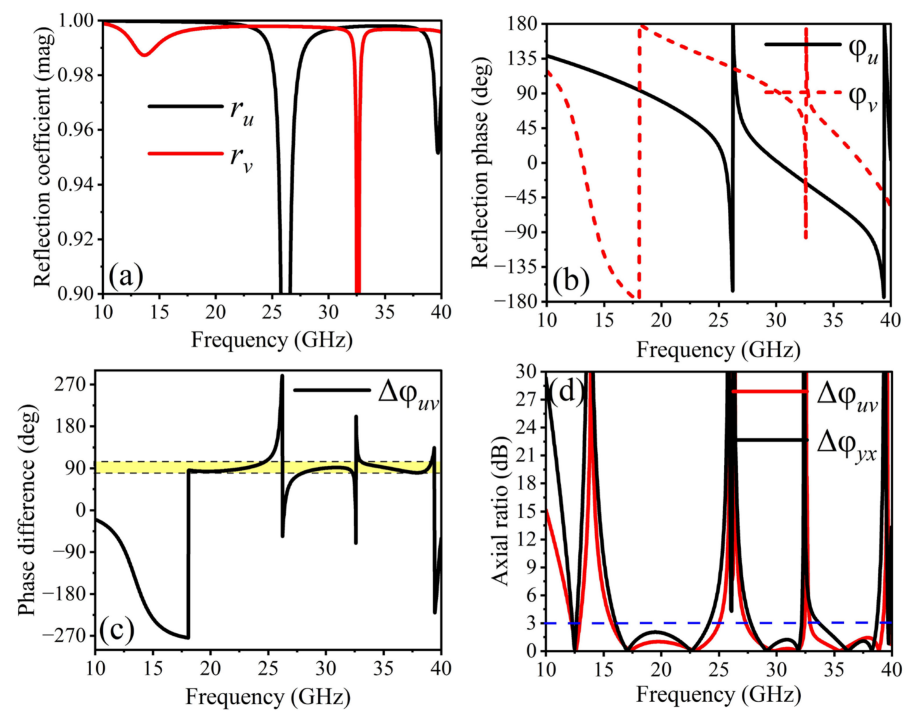 1.00
0.98
0.96
0.94
0.92
0.90
Reflection coefficient (mag)
r_u
r_v
(a)
10 15 20 25 30 35 40
Frequency (GHz)
180
135
90
45
0
−45
−90
−135
−180
Reflection phase (deg)
φ_u
φ_v
(b)
10 15 20 25 30 35 40
Frequency (GHz)
270
180
90
0
−90
−180
−270
Phase difference (deg)
Δφ_uv
(c)
10 15 20 25 30 35 40
Frequency (GHz)
30
27
24
21
18
15
12
9
6
3
0
Axial ratio (dB)
(d)
Δφ_uv
Δφ_yx
10 15 20 25 30 35 40
Frequency (GHz)